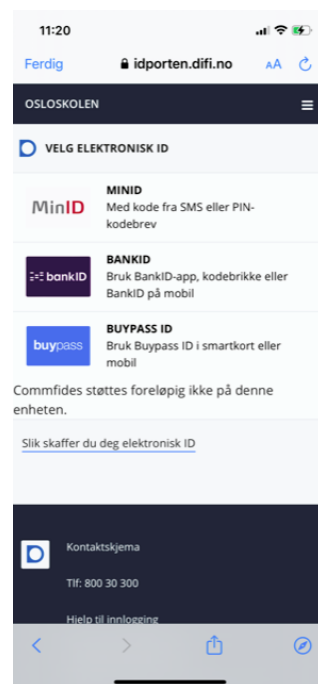 11:20
Ferdig
idporten.difi.no
AA
OSLOSKOLEN
VELG ELEKTRONISK ID
MinID
MINID
Med kode fra SMS eller PIN-
kodebrev
bankID
BANKID
Bruk BankID-app, kodebrikke eller
BankID på mobil
buypass
BUYPASS ID
Bruk Buypass ID i smartkort eller
mobil
Commfides støttes foreløpig ikke på denne
enheten.
Slik skaffer du deg elektronisk ID
Kontaktskjema
Tlf: 800 30 300
Hjelp til innlogging